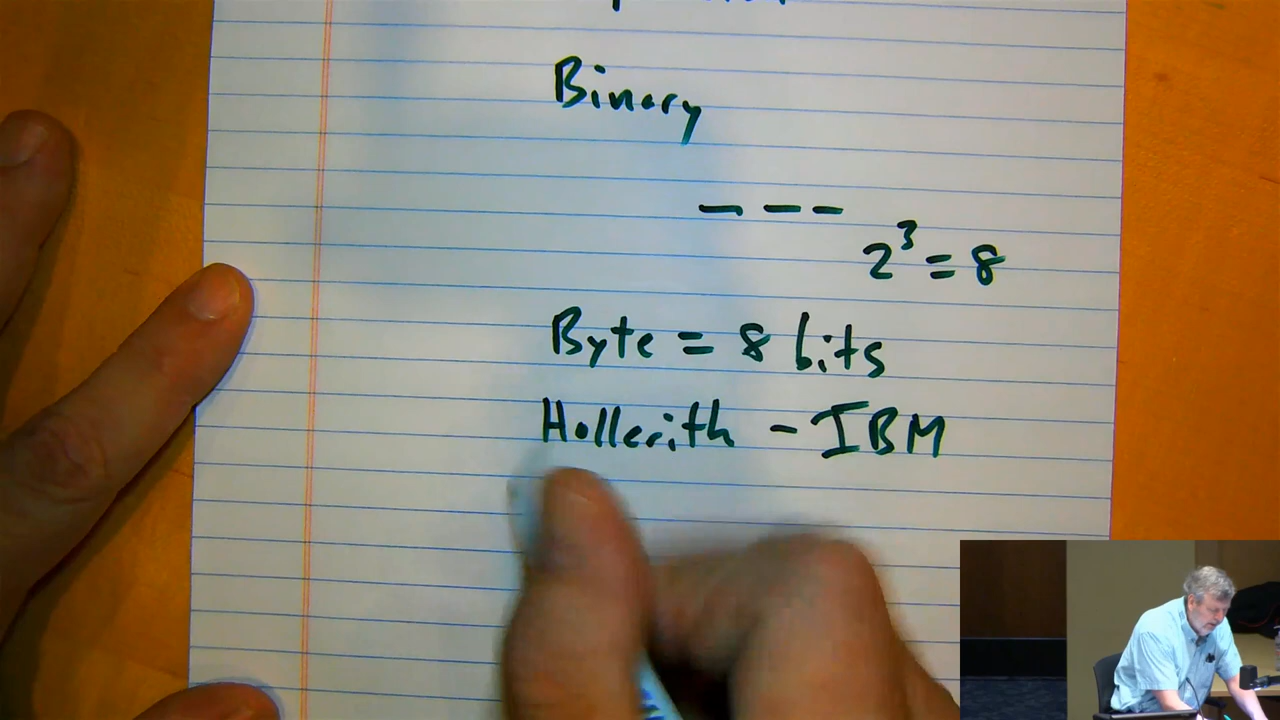 Binary
_ _ _
2³ = 8
Byte = 8 bits
Hollerith - IBM